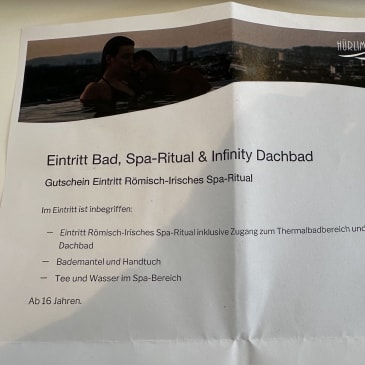 HÜRLIM
Eintritt Bad, Spa-Ritual & Infinity Dachbad
Gutschein Eintritt Römisch-Irisches Spa-Ritual
Im Eintritt ist inbegriffen:
— Eintritt Römisch-Irisches Spa-Ritual inklusive Zugang zum Thermalbadbereich und
Dachbad
— Bademantel und Handtuch
— Tee und Wasser im Spa-Bereich
Ab 16 Jahren.